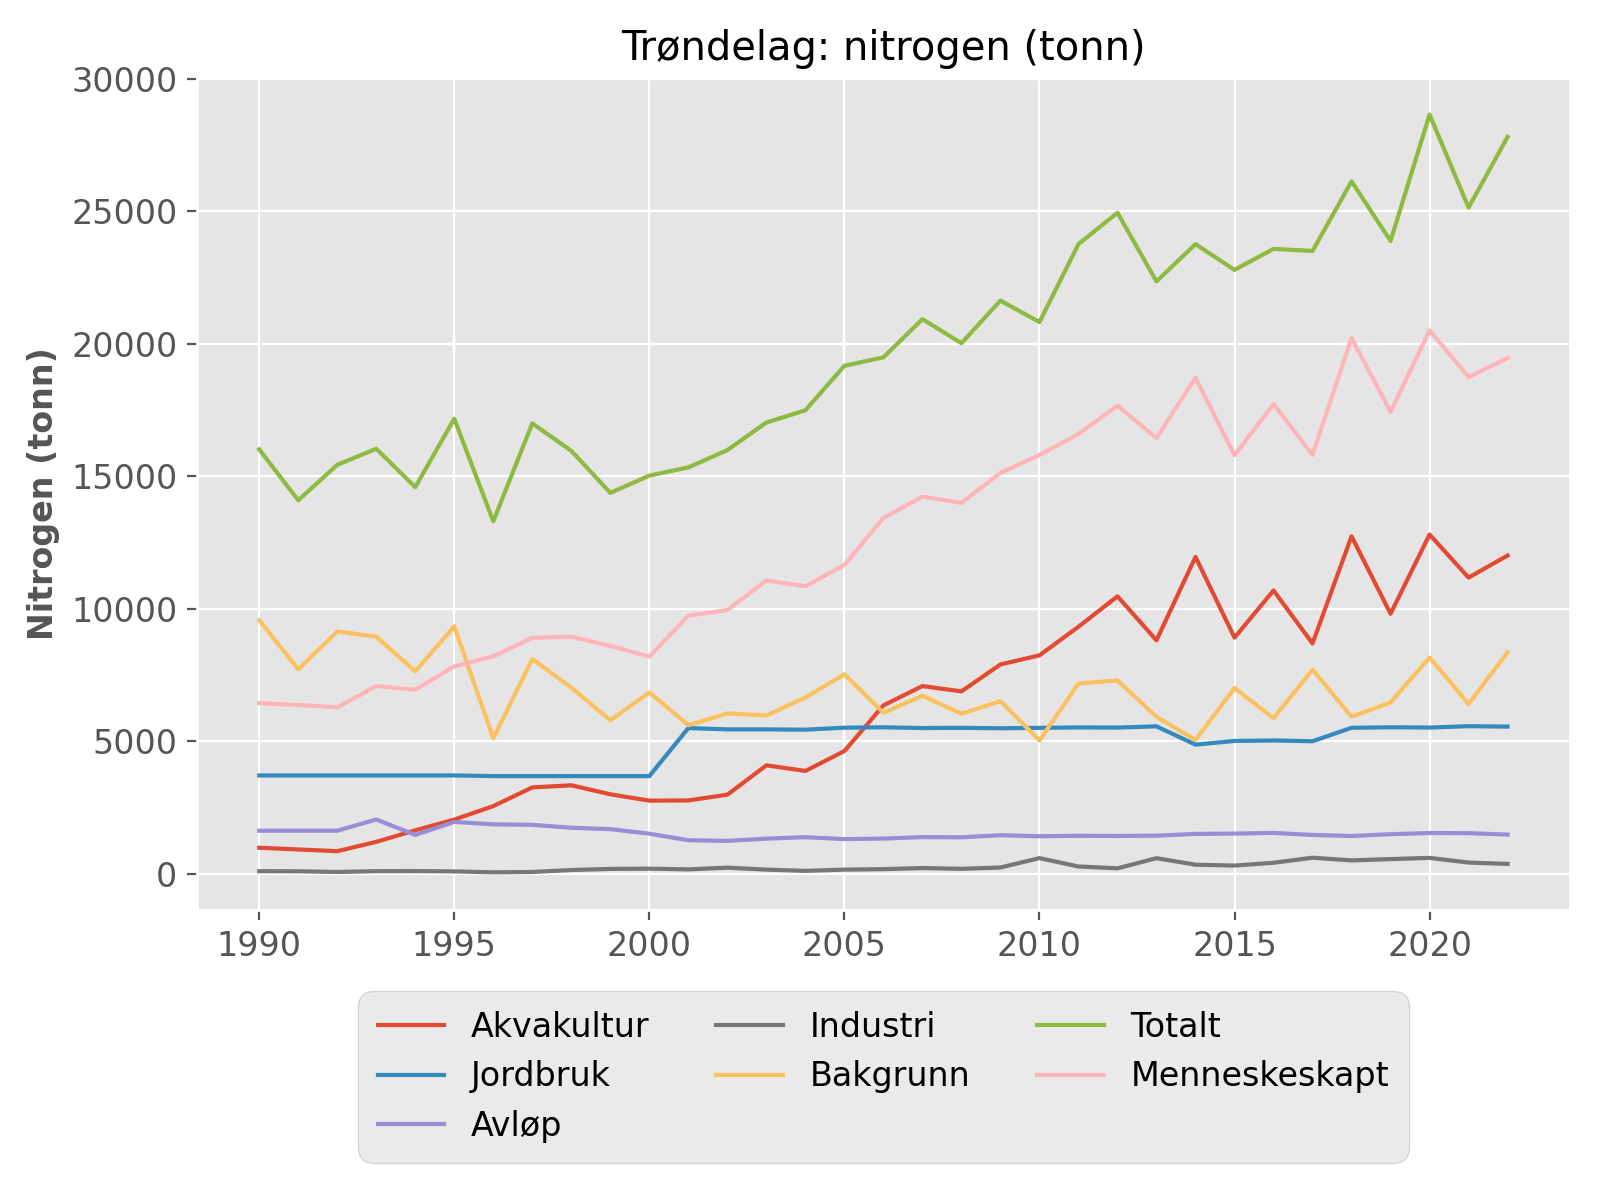 Trøndelag: nitrogen (tonn)
Nitrogen (tonn)
30000
25000
20000
15000
10000
5000
0
1990 1995 2000 2005 2010 2015 2020
Akvakultur Industri Totalt
Jordbruk Bakgrunn Menneskeskapt
Avløp